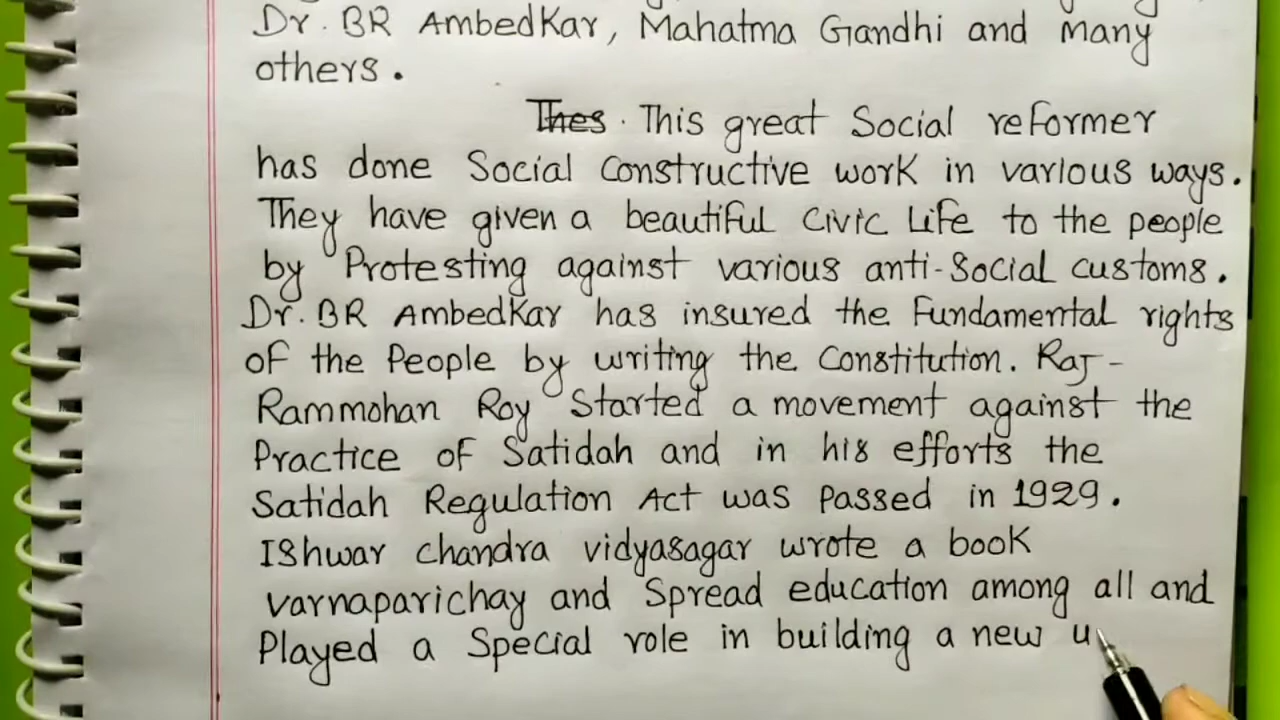 Dr. BR Ambedkar, Mahatma Gandhi and many
others.
Thes. This great Social reformer
has done Social Constructive work in various ways.
They have given a beautiful Civic Life to the people
by Protesting against various anti-Social customs.
Dr. BR Ambedkar has insured the Fundamental rights
of the People by writing the Constitution. Raj-
Rammohan Roy Started a movement against the
Practice of Satidah and in his efforts the
Satidah Regulation Act was Passed in 1929.
Ishwar chandra vidyasagar wrote a book
varnaparichay and Spread education among all and
Played a Special role in building a new u